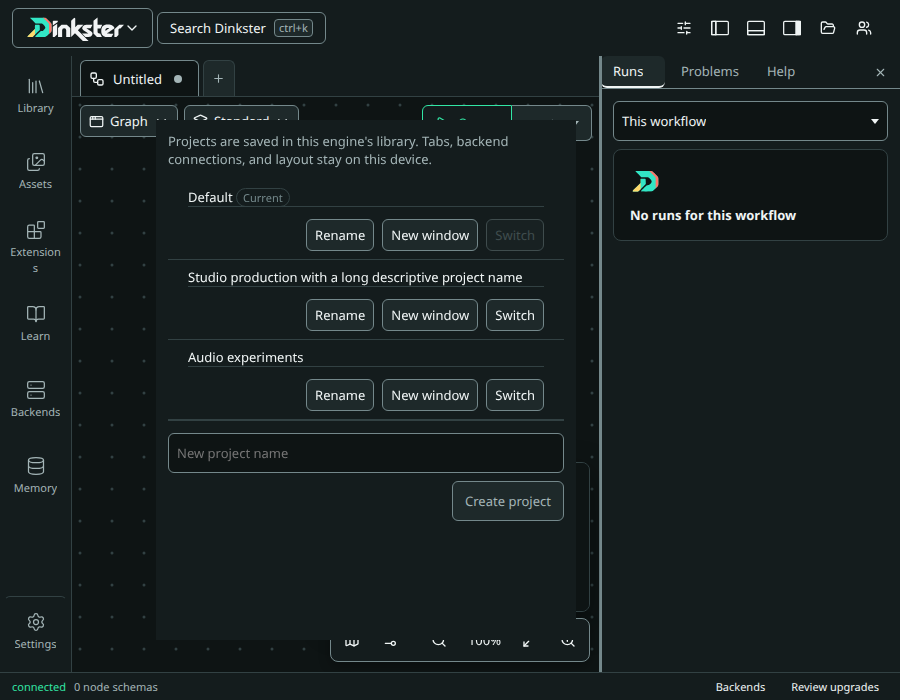 Dinkster
Search Dinkster ctrl+k
Library
Assets
Extension
s
Learn
Backends
Memory
Settings
Untitled
+
Graph
Standard
Projects are saved in this engine's library. Tabs, backend
connections, and layout stay on this device.
Default Current
Rename New window Switch
Studio production with a long descriptive project name
Rename New window Switch
Audio experiments
Rename New window Switch
New project name
Create project
100%
Runs Problems Help
This workflow
No runs for this workflow
connected 0 node schemas
Backends Review upgrades